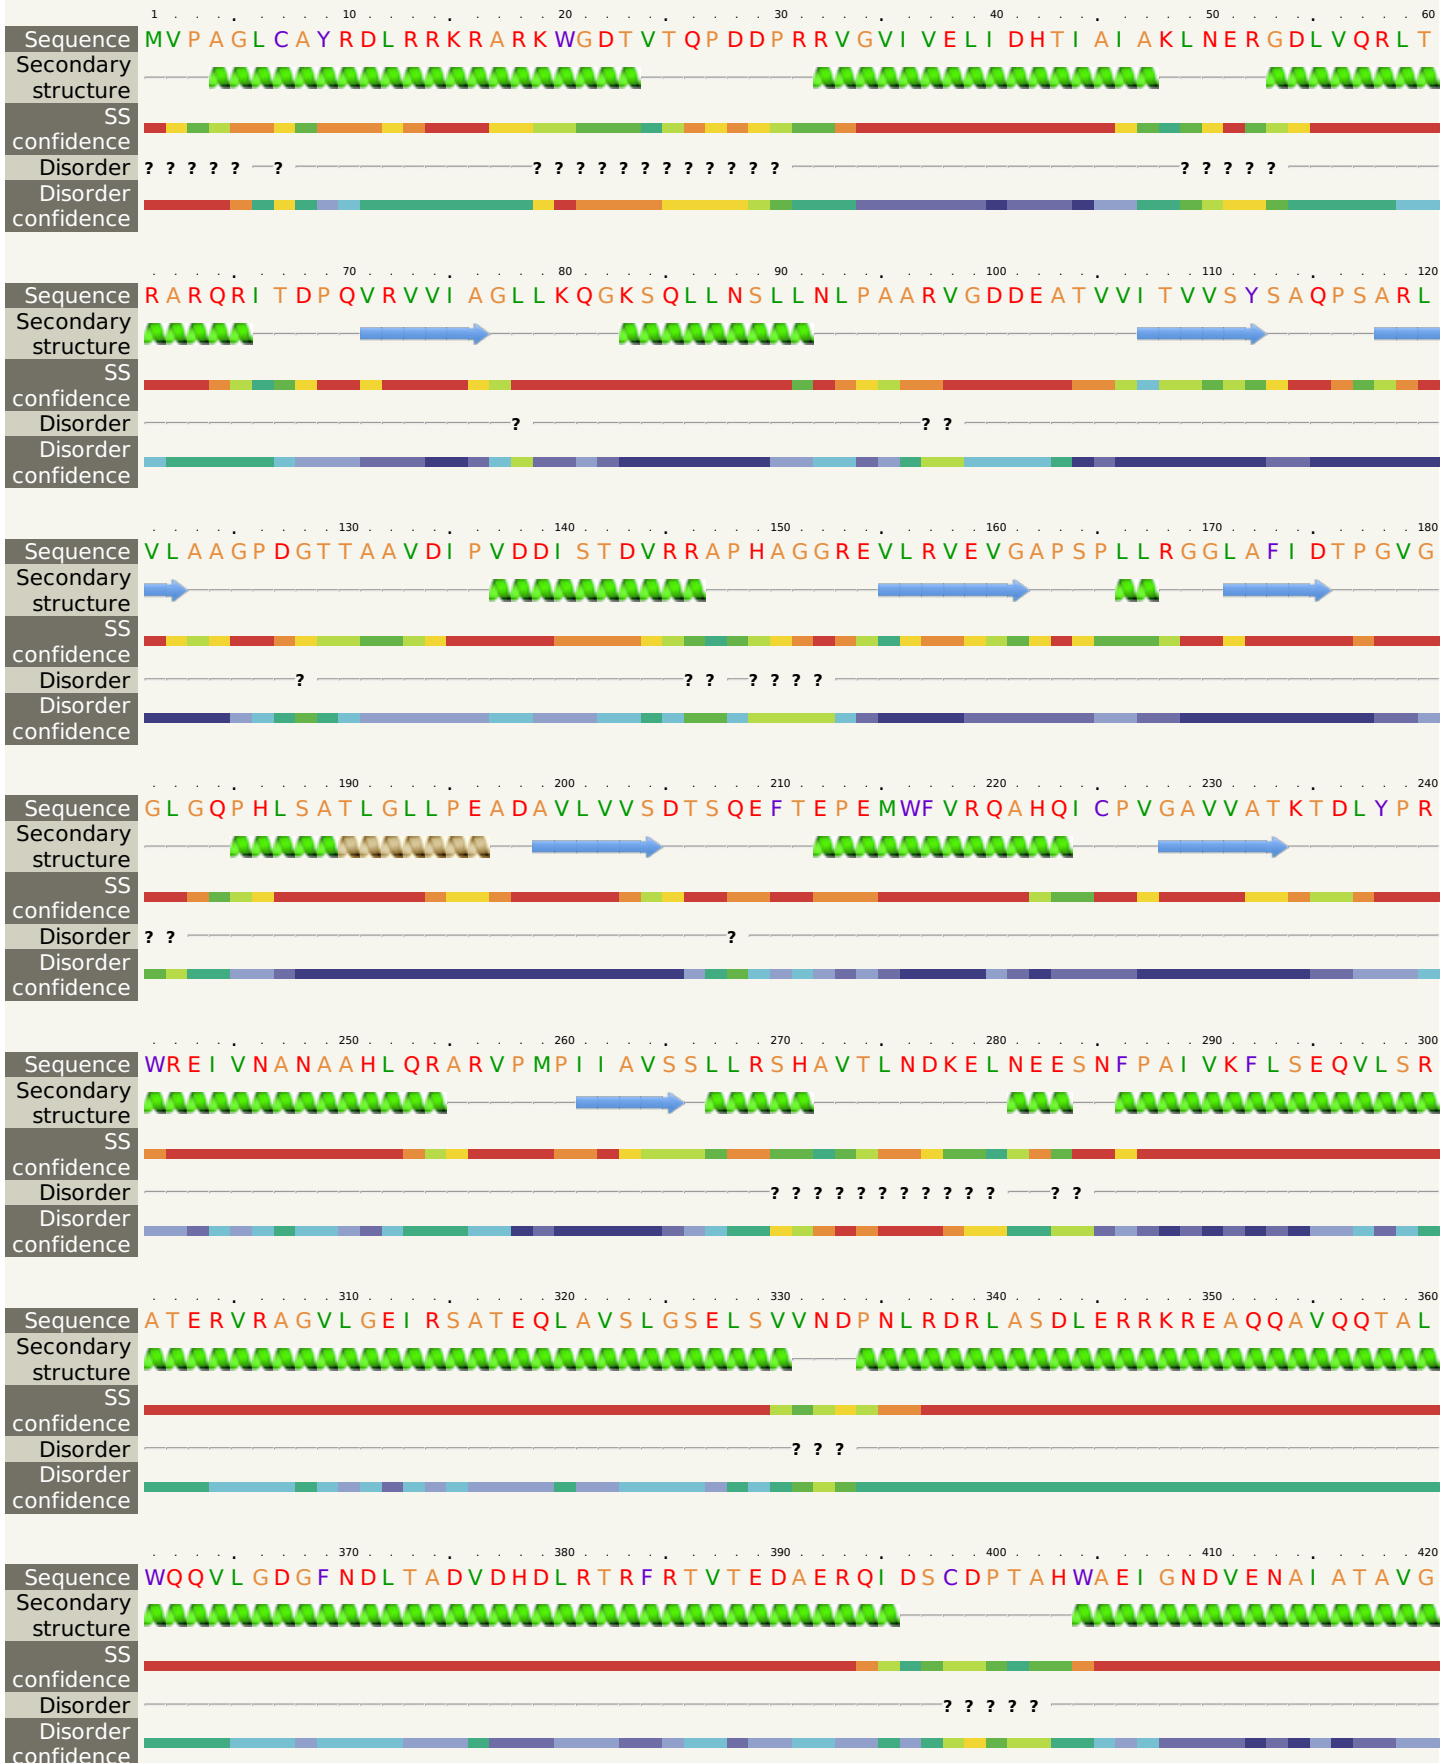 1 10 20 30 40 50 60
Sequence MVPAGLCAYRDLRRKRARKWGDTVTQPDDPRRVGVIVELIDHTIAIAKLNERGDLVQRLT
Secondary
structure
SS
confidence
Disorder ? ? ? ? ? ? ? ? ? ? ? ? ? ? ? ? ? ? ? ? ? ? ?
Disorder
confidence
70 80 90 100 110 120
Sequence RARQRITDPQVRVVIAGLLKQGKSQLLNSLLNLPAARVGDDEATVVITVVSYSAQPSARL
Secondary
structure
SS
confidence
Disorder ? ? ?
Disorder
confidence
130 140 150 160 170 180
Sequence VLAAGPDGTTAAVDIPVDDISTDVRRAPHAGGREVLRVEVGAPSPLLRGGLAFIDTPGVG
Secondary
structure
SS
confidence
Disorder ? ? ? ? ? ? ?
Disorder
confidence
190 200 210 220 230 240
Sequence GLGQPHLSATLGLLPEADAVLVVSDTSQEFTEPEMWFVRQAHQICPVGAVVATKTDLYPR
Secondary
structure
SS
confidence
Disorder ? ? ?
Disorder
confidence
250 260 270 280 290 300
Sequence WREIVNANAAHLQRARVPMPIIAVSSLLRSHAVTLNDKELNEESNFPAIVKFLSEQVLSR
Secondary
structure
SS
confidence
Disorder ? ? ? ? ? ? ? ? ? ? ? ? ?
Disorder
confidence
310 320 330 340 350 360
Sequence ATERVRAGVLGEIRSATEQLAVSLGSELSVVNDPNLRDRLASDLERRKREAQQAVQQTAL
Secondary
structure
SS
confidence
Disorder ? ? ?
Disorder
confidence
370 380 390 400 410 420
Sequence WQQVLGDGFNDLTADVDHDLRTRFRTVTEDAERQIDSCDPTAHWAEIGNDVENAIATAVG
Secondary
structure
SS
confidence
Disorder ? ? ? ? ?
Disorder
confidence